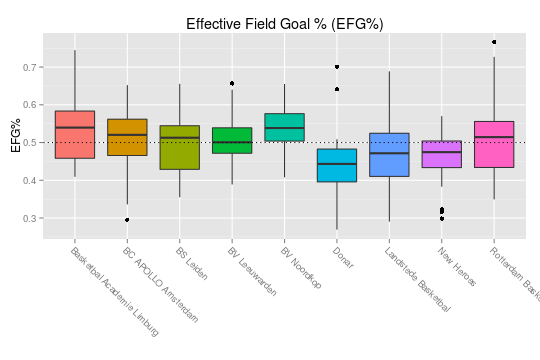 Effective Field Goal % (EFG%)
EFG%
0.7
0.6
0.5
0.4
0.3
Basketbal Academie Limburg
BC APOLLO Amsterdam
BS Leiden
BV Leeuwarden
BV Noordkop
Donar
Landstede Basketbal
New Heroes
Rotterdam